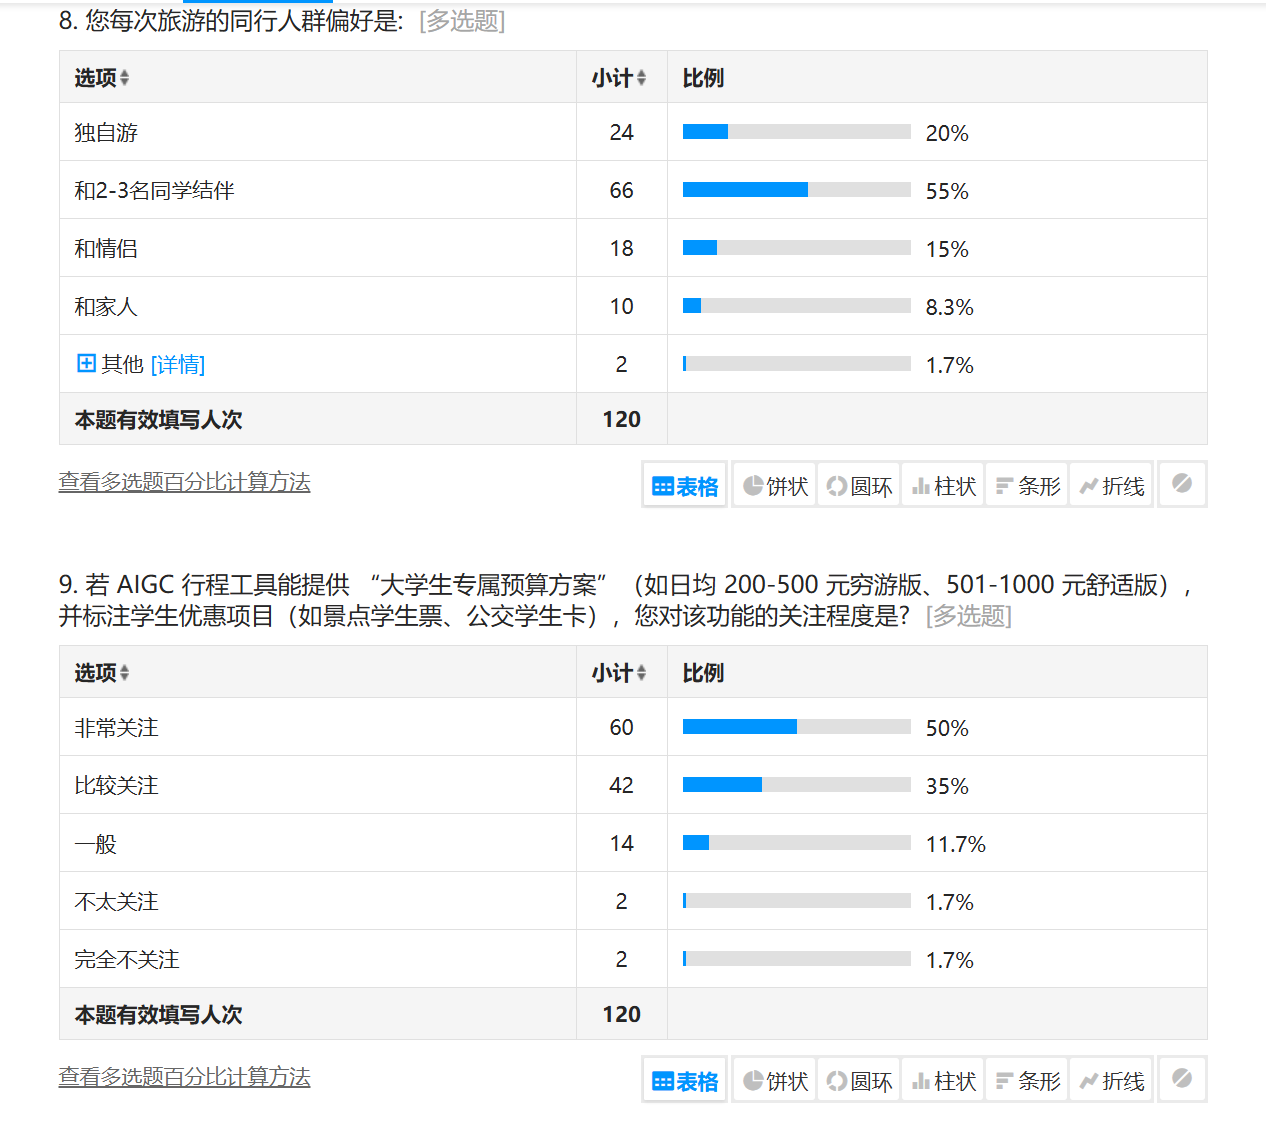 8. 您每次旅游的同行人群偏好是: [多选题]
选项 小计 比例
独自游 24 20%
和2-3名同学结伴 66 55%
和情侣 18 15%
和家人 10 8.3%
其他 [详情] 2 1.7%
本题有效填写人次 120
查看多选题百分比计算方法 表格 饼状 圆环 柱状 条形 折线
9. 若 AIGC 行程工具能提供 “大学生专属预算方案” （如日均 200-500 元穷游版、501-1000 元舒适版），
并标注学生优惠项目（如景点学生票、公交学生卡），您对该功能的关注程度是？ [多选题]
选项 小计 比例
非常关注 60 50%
比较关注 42 35%
一般 14 11.7%
不太关注 2 1.7%
完全不关注 2 1.7%
本题有效填写人次 120
查看多选题百分比计算方法 表格 饼状 圆环 柱状 条形 折线